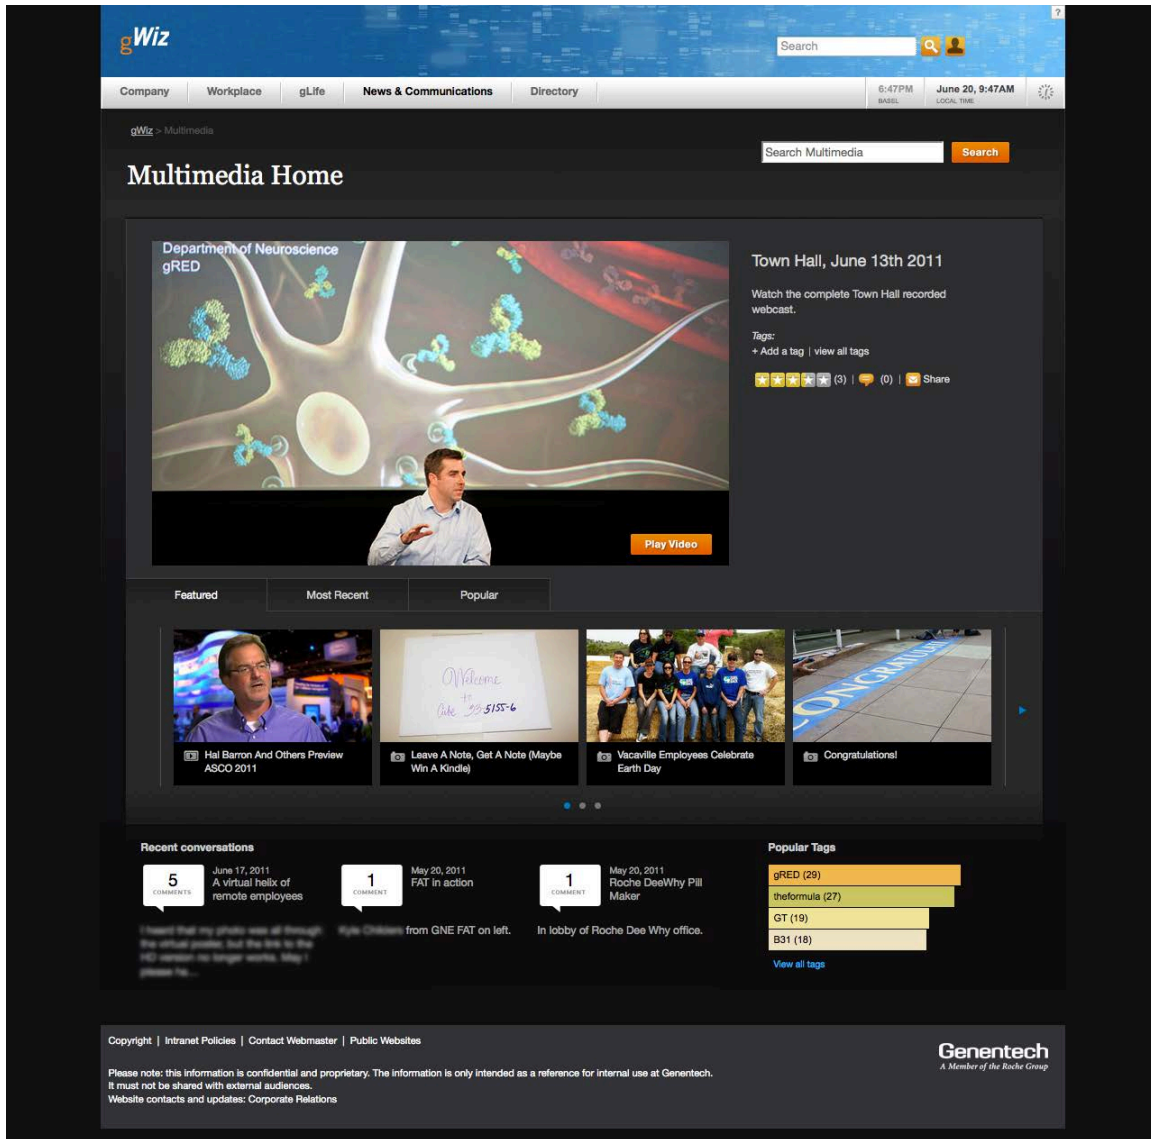 ?
gWiz
Search
Company Workplace gLife News & Communications Directory
6:47PM June 20, 9:47AM
BASEL LOCAL TIME
gWiz > Multimedia
Search Multimedia Search
Multimedia Home
Department of Neuroscience
gRED
Town Hall, June 13th 2011
Watch the complete Town Hall recorded
webcast.
Tags:
+ Add a tag | view all tags
(3) | (0) | Share
Play Video
Featured Most Recent Popular
Welcome
to
Cube 33-5155-6
CONGRATULA
Hal Barron And Others Preview
ASCO 2011
Leave A Note, Get A Note (Maybe
Win A Kindle)
Vacaville Employees Celebrate
Earth Day
Congratulations!
Recent conversations
5
COMMENTS
June 17, 2011
A virtual helix of
remote employees
1
COMMENT
May 20, 2011
FAT in action
from GNE FAT on left.
1
COMMENT
May 20, 2011
Roche DeeWhy Pill
Maker
In lobby of Roche Dee Why office.
Popular Tags
gRED (29)
theformula (27)
GT (19)
B31 (18)
View all tags
Copyright | Intranet Policies | Contact Webmaster | Public Websites
Please note: this information is confidential and proprietary. The information is only intended as a reference for internal use at Genentech.
It must not be shared with external audiences.
Website contacts and updates: Corporate Relations
Genentech
A Member of the Roche Group